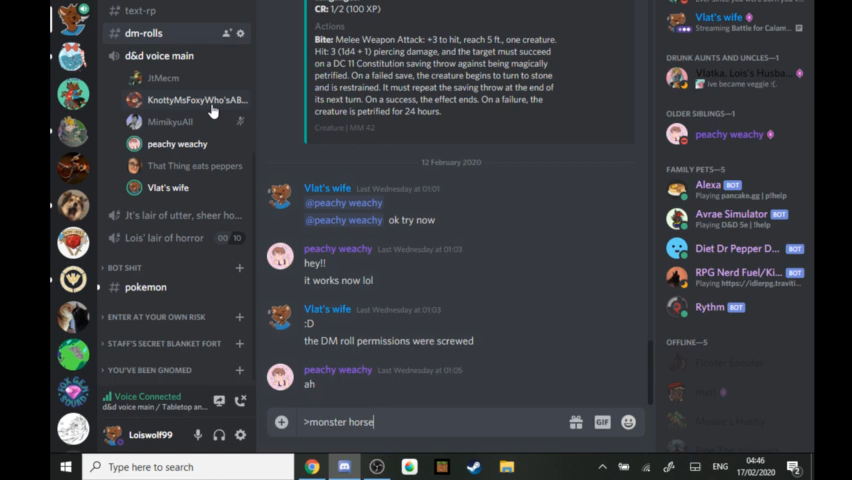 text-rp
dm-rolls
d&d voice main
J!Mecm
KnottyMsFoxyWho'sAB...
MimikyuAll
peachy weachy
That Thing eats peppers
Vlat's wife
Jt's lair of utter, sheer ho...
Lois' lair of horror
00 10
BOT SHIT
pokemon
ENTER AT YOUR OWN RISK
STAFF'S SECRET BLANKET FORT
YOU'VE BEEN GNOMED
Voice Connected
d&d voice main / Tabletop an...
Loiswolf99
CR: 1/2 (100 XP)
Actions
Bite: Melee Weapon Attack: +3 to hit, reach 5 ft., one creature.
Hit: 3 (1d4 + 1) piercing damage, and the target must succeed
on a DC 11 Constitution saving throw against being magically
petrified. On a failed save, the creature begins to turn to stone
and is restrained. It must repeat the saving throw at the end of
its next turn. On a success, the effect ends. On a failure, the
creature is petrified for 24 hours.
Creature | MM 42
12 February 2020
Vlat's wife Last Wednesday at 01:01
@peachy weachy
@peachy weachy ok try now
peachy weachy Last Wednesday at 01:03
hey!!
it works now lol
Vlat's wife Last Wednesday at 01:03
:D
the DM roll permissions were screwed
peachy weachy Last Wednesday at 01:05
ah
>monster horse
GIF
Vlat's wife
Streaming Battle for Calam...
DRUNK AUNTS AND UNCLES—1
Vlatka, Lois's Husba...
Ive became veggie :'(.
OLDER SIBLINGS—1
peachy weachy
FAMILY PETS—5
Alexa BOT
Playing pancake.gg | p!help
Avrae Simulator BOT
Playing D&D 5e | !help
Diet Dr Pepper D... BOT
RPG Nerd Fuel/Ki... BOT
Playing https://idlerpg.traviti...
Rythm BOT
OFFLINE—5
Type here to search
ENG
04:46
17/02/2020
2